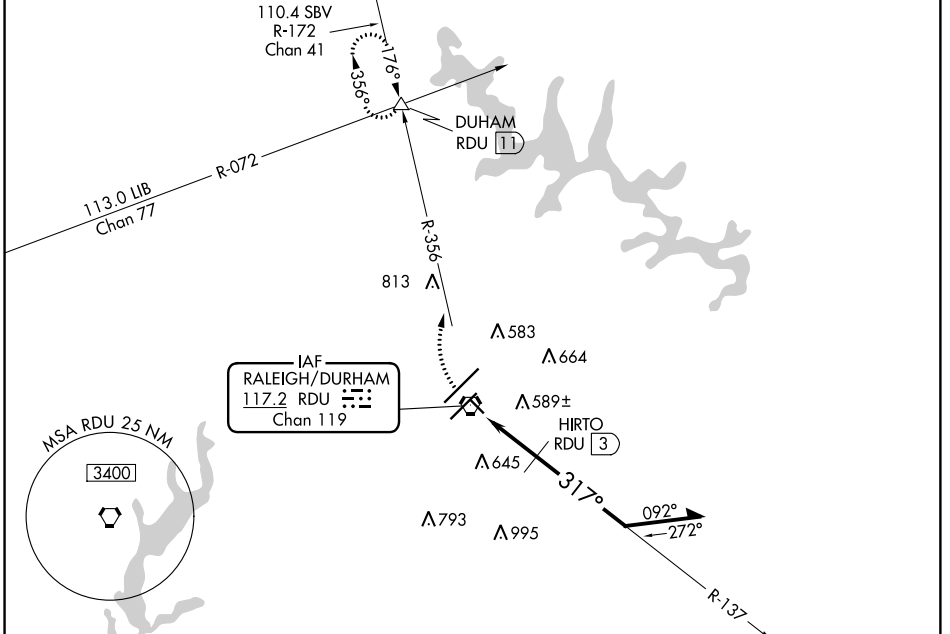 110.4 SBV
R-172
Chan 41
176°
356°
DUHAM
RDU 11
R-072
113.0 LIB
Chan 77
R-356
813
583
664
IAF
RALEIGH/DURHAM
117.2 RDU
Chan 119
589±
HIRTO
RDU 3
MSA RDU 25 NM
3400
645
317°
793
995
092°
272°
R-137